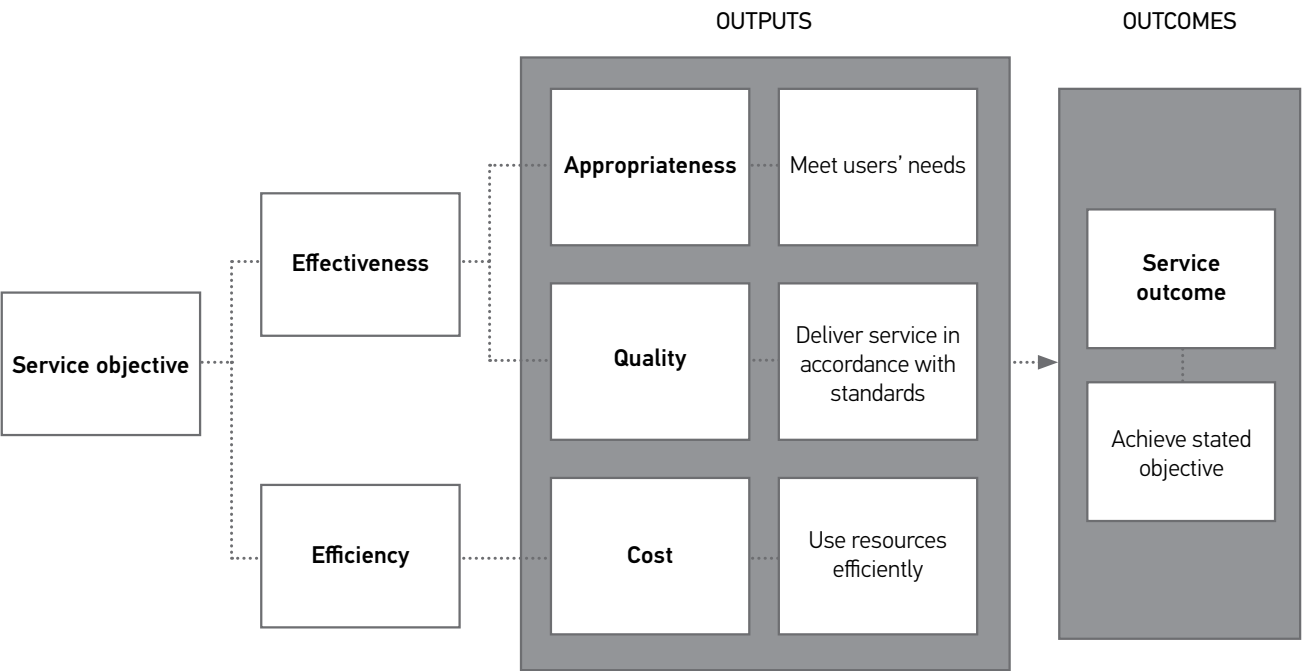 OUTPUTS
OUTCOMES
Appropriateness
Meet users’ needs
Effectiveness
Service
outcome
Service objective
Quality
Deliver service in
accordance with
standards
Achieve stated
objective
Efficiency
Cost
Use resources
efficiently